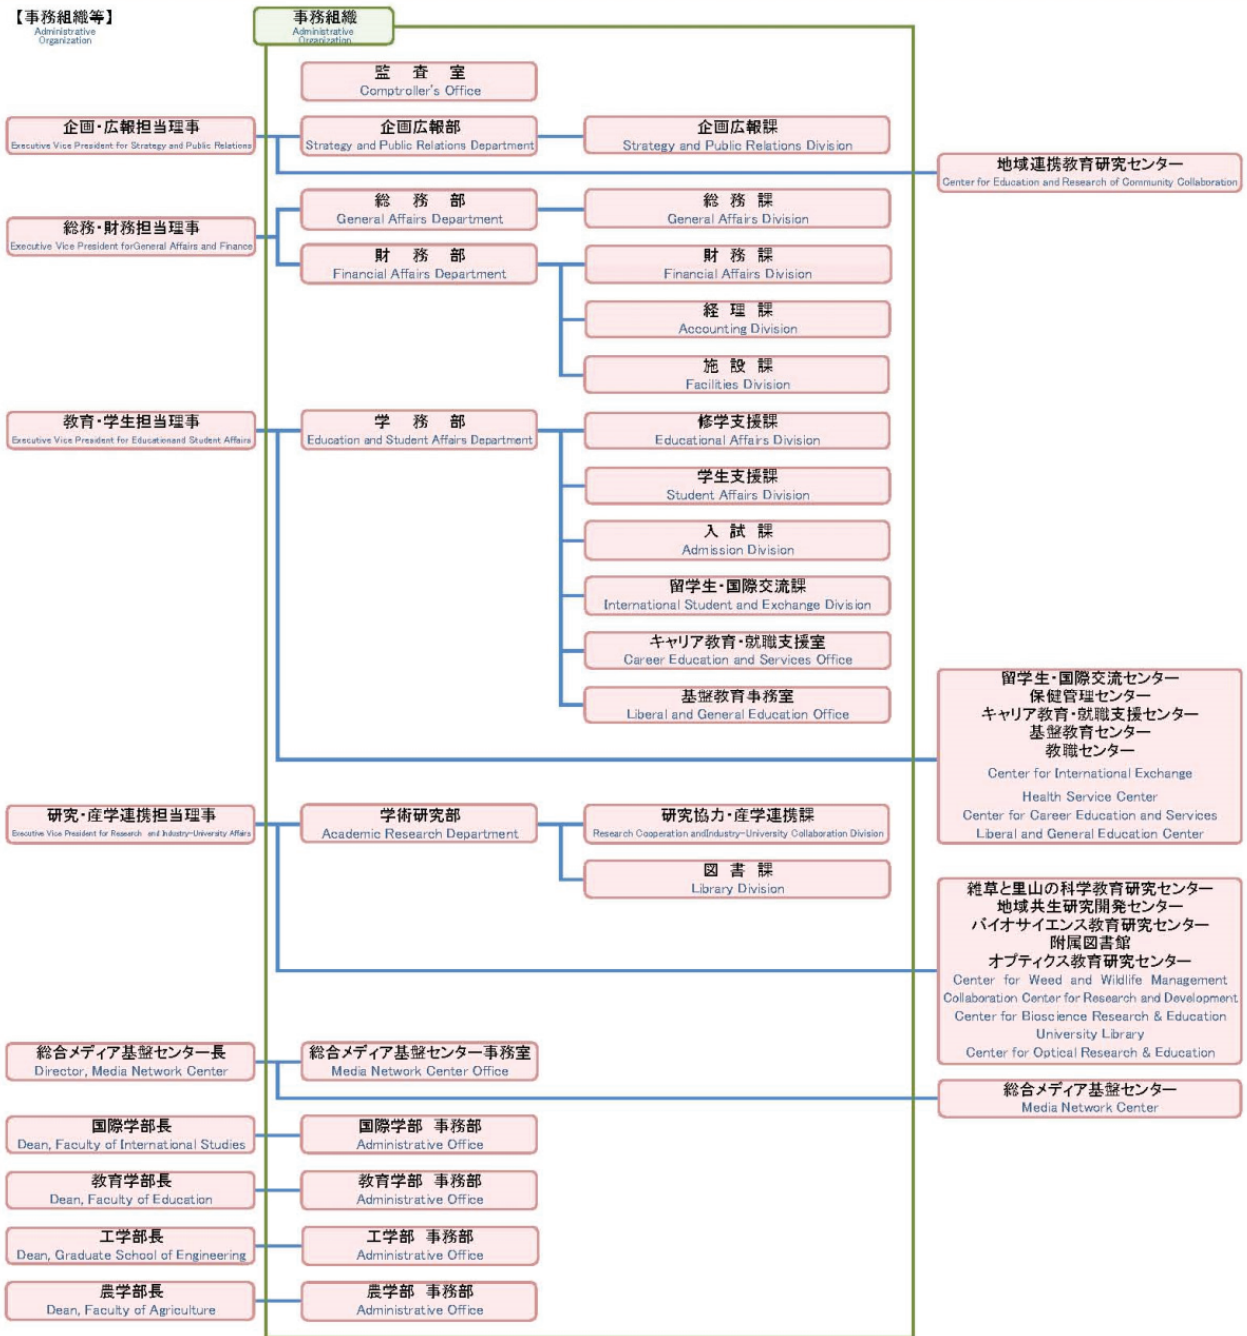 【事務組織等】
Administrative
Organization
事務組織
Administrative
Organization
監 査 室
Comptroller's Office
企画・広報担当理事
Executive Vice President for Strategy and Public Relations
企画広報部
Strategy and Public Relations Department
企画広報課
Strategy and Public Relations Division
地域連携教育研究センター
Center for Education and Research of Community Collaboration
総務・財務担当理事
Executive Vice President forGeneral Affairs and Finance
総 務 部
General Affairs Department
総 務 課
General Affairs Division
財 務 部
Financial Affairs Department
財 務 課
Financial Affairs Division
経 理 課
Accounting Division
施 設 課
Facilities Division
教育・学生担当理事
Executive Vice President for Educationand Student Affairs
学 務 部
Education and Student Affairs Department
修学支援課
Educational Affairs Division
学生支援課
Student Affairs Division
入 試 課
Admission Division
留学生・国際交流課
International Student and Exchange Division
キャリア教育・就職支援室
Career Education and Services Office
基盤教育事務室
Liberal and General Education Office
留学生・国際交流センター
保健管理センター
キャリア教育・就職支援センター
基盤教育センター
教職センター
Center for International Exchange
Health Service Center
Center for Career Education and Services
Liberal and General Education Center
研究・産学連携担当理事
Executive Vice President for Research and Industry-University Affairs
学術研究部
Academic Research Department
研究協力・産学連携課
Research Cooperation andIndustry-University Collaboration Division
図 書 課
Library Division
雑草と里山の科学教育研究センター
地域共生研究開発センター
バイオサイエンス教育研究センター
附属図書館
オプティクス教育研究センター
Center for Weed and Wildlife Management
Collaboration Center for Research and Development
Center for Bioscience Research & Education
University Library
Center for Optical Research & Education
総合メディア基盤センター長
Director, Media Network Center
総合メディア基盤センター事務室
Media Network Center Office
総合メディア基盤センター
Media Network Center
国際学部長
Dean, Faculty of International Studies
国際学部 事務部
Administrative Office
教育学部長
Dean, Faculty of Education
教育学部 事務部
Administrative Office
工学部長
Dean, Graduate School of Engineering
工学部 事務部
Administrative Office
農学部長
Dean, Faculty of Agriculture
農学部 事務部
Administrative Office